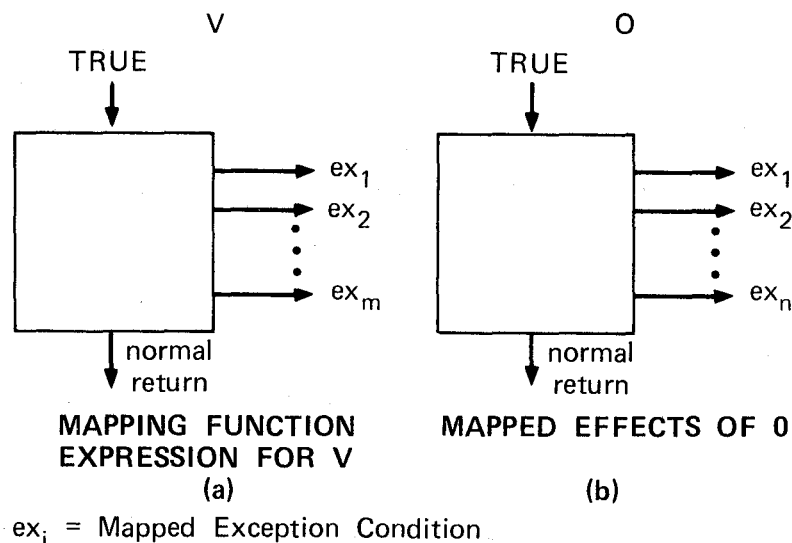 V
TRUE
ex1
ex2
exm
normal
return
MAPPING FUNCTION
EXPRESSION FOR V
(a)
O
TRUE
ex1
ex2
exn
normal
return
MAPPED EFFECTS OF O
(b)
exi = Mapped Exception Condition